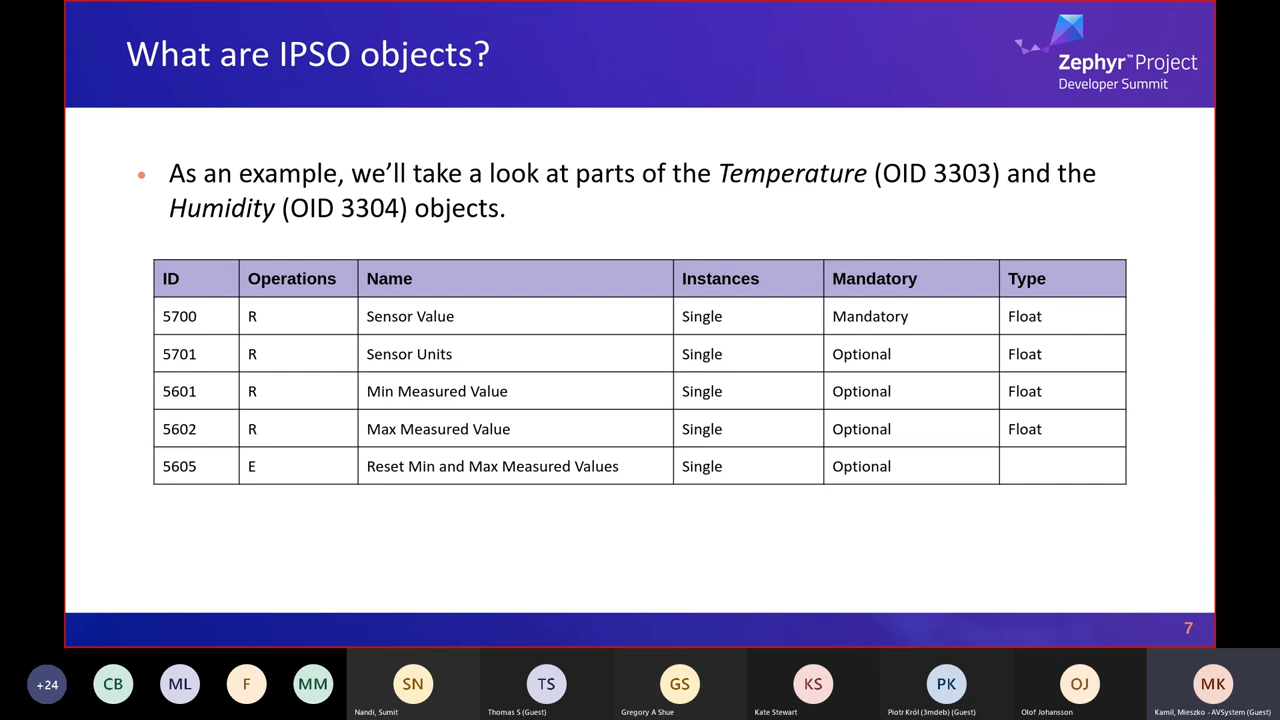 What are IPSO objects?
Zephyr™Project
Developer Summit
• As an example, we’ll take a look at parts of the Temperature (OID 3303) and the
Humidity (OID 3304) objects.
ID Operations Name Instances Mandatory Type
5700 R Sensor Value Single Mandatory Float
5701 R Sensor Units Single Optional Float
5601 R Min Measured Value Single Optional Float
5602 R Max Measured Value Single Optional Float
5605 E Reset Min and Max Measured Values Single Optional
7
+24 CB ML F MM SN TS GS KS PK OJ MK
Nandi, Sumit Thomas S (Guest) Gregory A Shue Kate Stewart Piotr Król (3mdeb) (Guest) Olof Johansson Kamil, Mieszko - AVSystem (Guest)